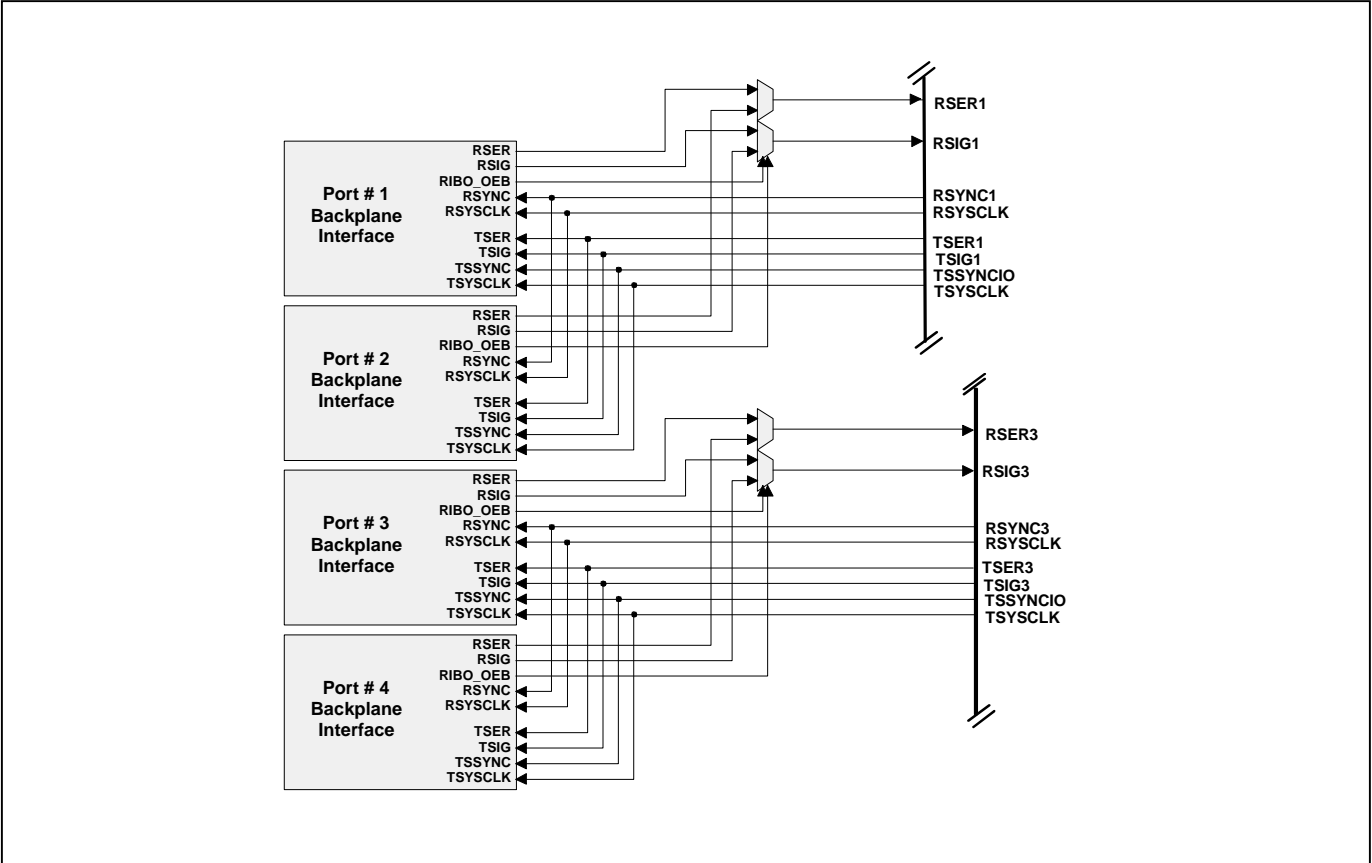 RSER1
RSIG1
RSYNC1
RSYSCLK
TSER1
TSIG1
TSSYNCIO
TSYSCLK
Port # 1
Backplane
Interface
RSER
RSIG
RIBO_OEB
RSYNC
RSYSCLK
TSER
TSIG
TSSYNC
TSYSCLK
Port # 2
Backplane
Interface
RSER
RSIG
RIBO_OEB
RSYNC
RSYSCLK
TSER
TSIG
TSSYNC
TSYSCLK
RSER3
RSIG3
RSYNC3
RSYSCLK
TSER3
TSIG3
TSSYNCIO
TSYSCLK
Port # 3
Backplane
Interface
RSER
RSIG
RIBO_OEB
RSYNC
RSYSCLK
TSER
TSIG
TSSYNC
TSYSCLK
Port # 4
Backplane
Interface
RSER
RSIG
RIBO_OEB
RSYNC
RSYSCLK
TSER
TSIG
TSSYNC
TSYSCLK